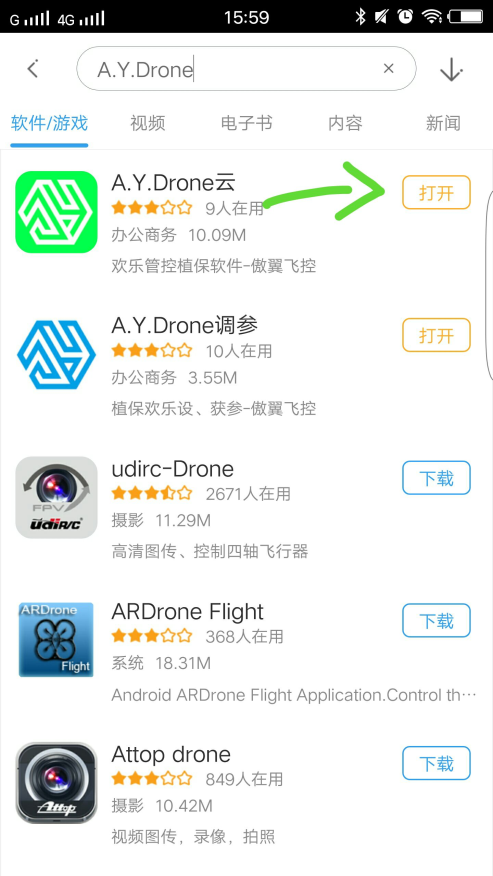 G 4G 15:59
A.Y.Drone ×
软件/游戏 视频 电子书 内容 新闻
A.Y.Drone云
9人在用
打开
办公商务 10.09M
欢乐管控植保软件-傲翼飞控
A.Y.Drone调参
10人在用
打开
办公商务 3.55M
植保欢乐设、获参-傲翼飞控
FPV
udiR/C
udirc-Drone
2671人在用
下载
摄影 11.29M
高清图传、控制四轴飞行器
ARDrone
Flight
ARDrone Flight
368人在用
下载
系统 18.31M
Android ARDrone Flight Application.Control th···
Attop
Attop drone
849人在用
下载
摄影 10.42M
视频图传，录像，拍照